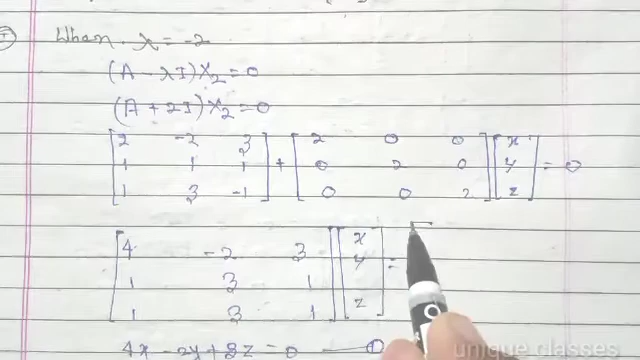 When λ = -2
(A - λI)X₂ = 0
(A + 2I)X₂ = 0
[2 -2 3] + [2 0 0] [x]
[1 1 1] [0 2 0] [y] = 0
[1 3 -1] [0 0 2] [z]
[4 -2 3] [x]
[1 3 1] [y] =
[1 3 1] [z]
4x - 2y + 3z = 0 — ①
unique classes